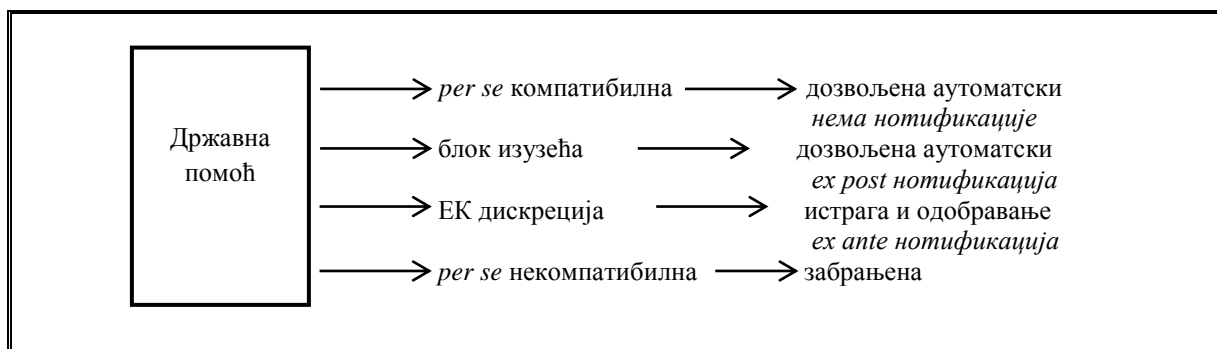 Државна
помоћ
per se компатибилна
дозвољена аутоматски
нема нотификације
блок изузећа
дозвољена аутоматски
ex post нотификација
ЕК дискреција
истрага и одобравање
ex ante нотификација
per se некомпатибилна
забрањена